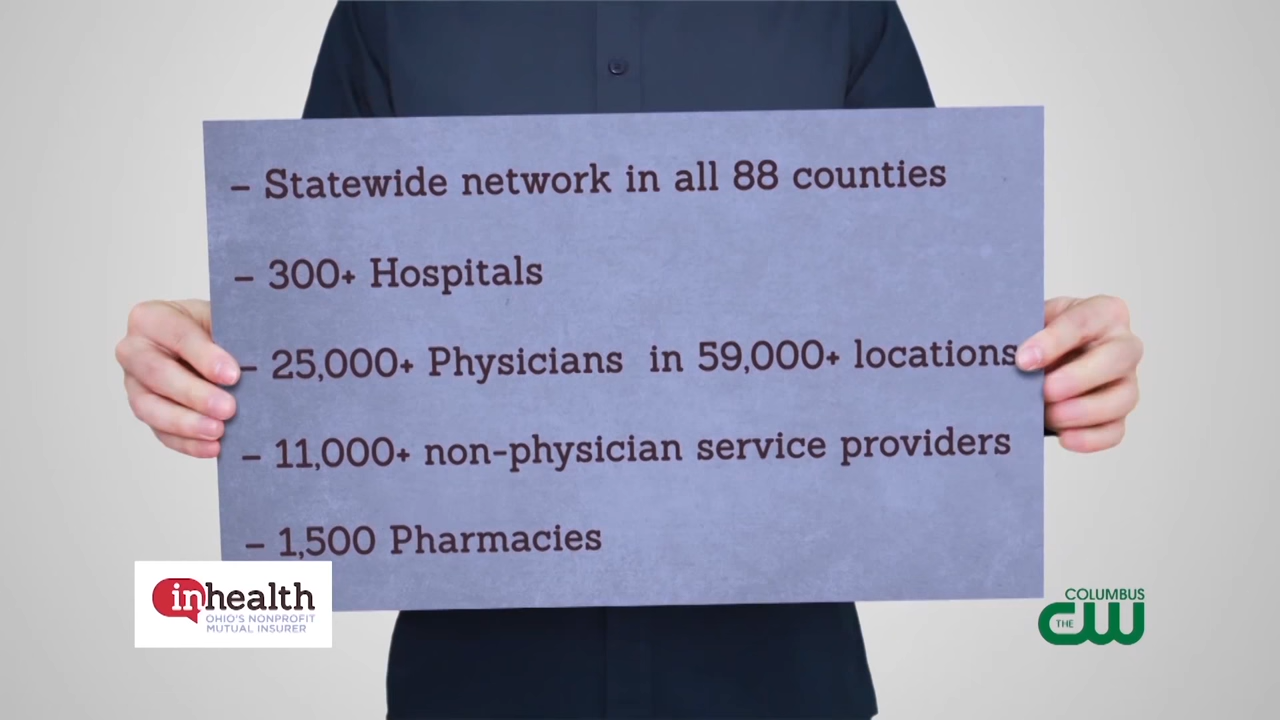 – Statewide network in all 88 counties
– 300+ Hospitals
– 25,000+ Physicians in 59,000+ locations
– 11,000+ non-physician service providers
– 1,500 Pharmacies
inhealth
OHIO'S NONPROFIT
MUTUAL INSURER
COLUMBUS
THE CW